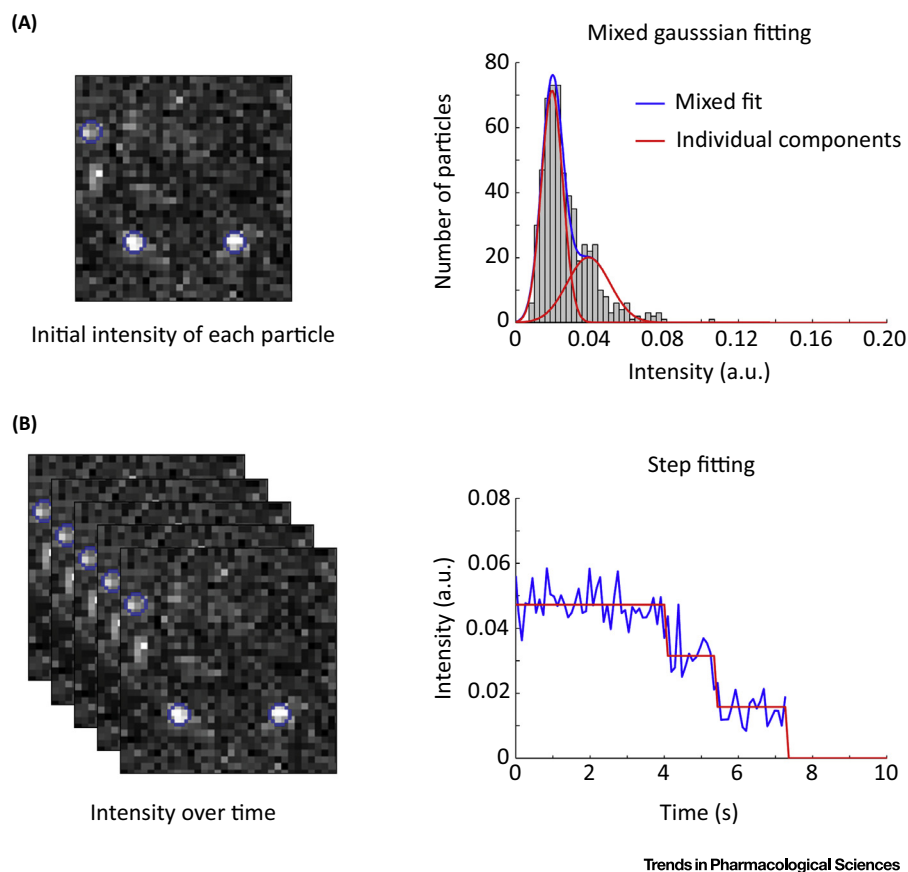 (A)
Mixed gausssian fitting
80
60
40
20
0
Number of particles
Mixed fit
Individual components
0 0.04 0.08 0.12 0.16 0.20
Intensity (a.u.)
Initial intensity of each particle
(B)
Step fitting
0.08
0.06
0.04
0.02
0
Intensity (a.u.)
0 2 4 6 8 10
Time (s)
Intensity over time
Trends in Pharmacological Sciences